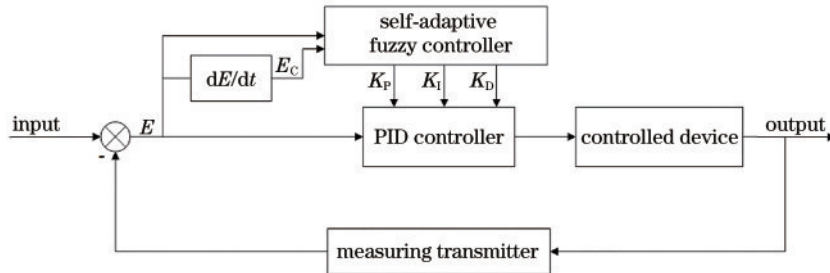 self-adaptive
fuzzy controller
dE/dt
E_C
K_P K_I K_D
input
E
PID controller
controlled device
output
-
measuring transmitter